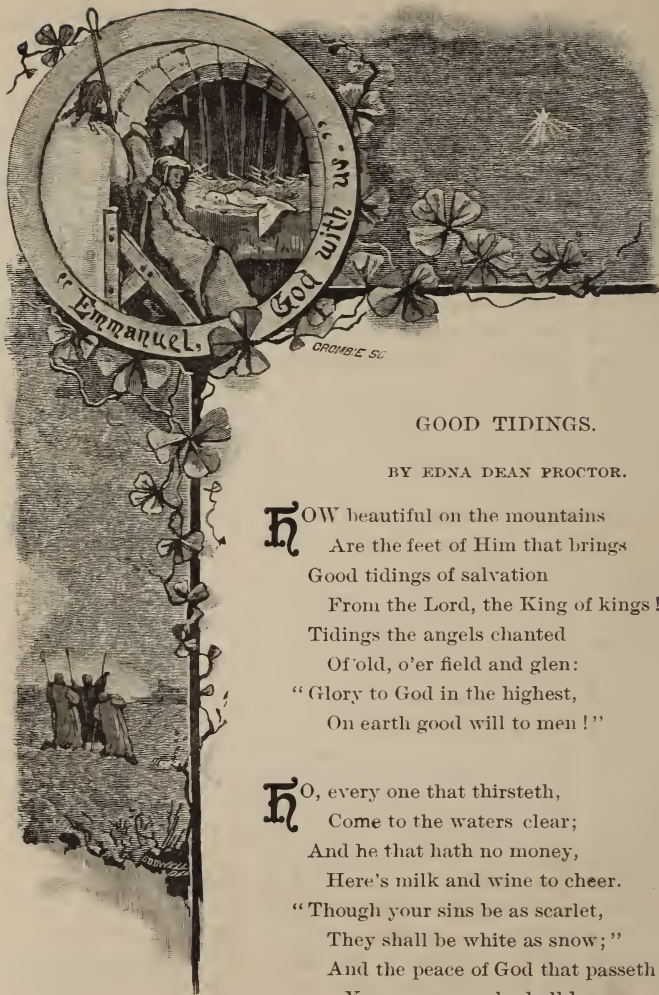 "Emmanuel, God with us."
CROMBIE SC
GOOD TIDINGS.
BY EDNA DEAN PROCTOR.
HOW beautiful on the mountains
Are the feet of Him that brings
Good tidings of salvation
From the Lord, the King of kings!
Tidings the angels chanted
Of old, o'er field and glen:
"Glory to God in the highest,
On earth good will to men!"
HO, every one that thirsteth,
Come to the waters clear;
And he that hath no money,
Here's milk and wine to cheer.
"Though your sins be as scarlet,
They shall be white as snow;"
And the peace of God that passeth